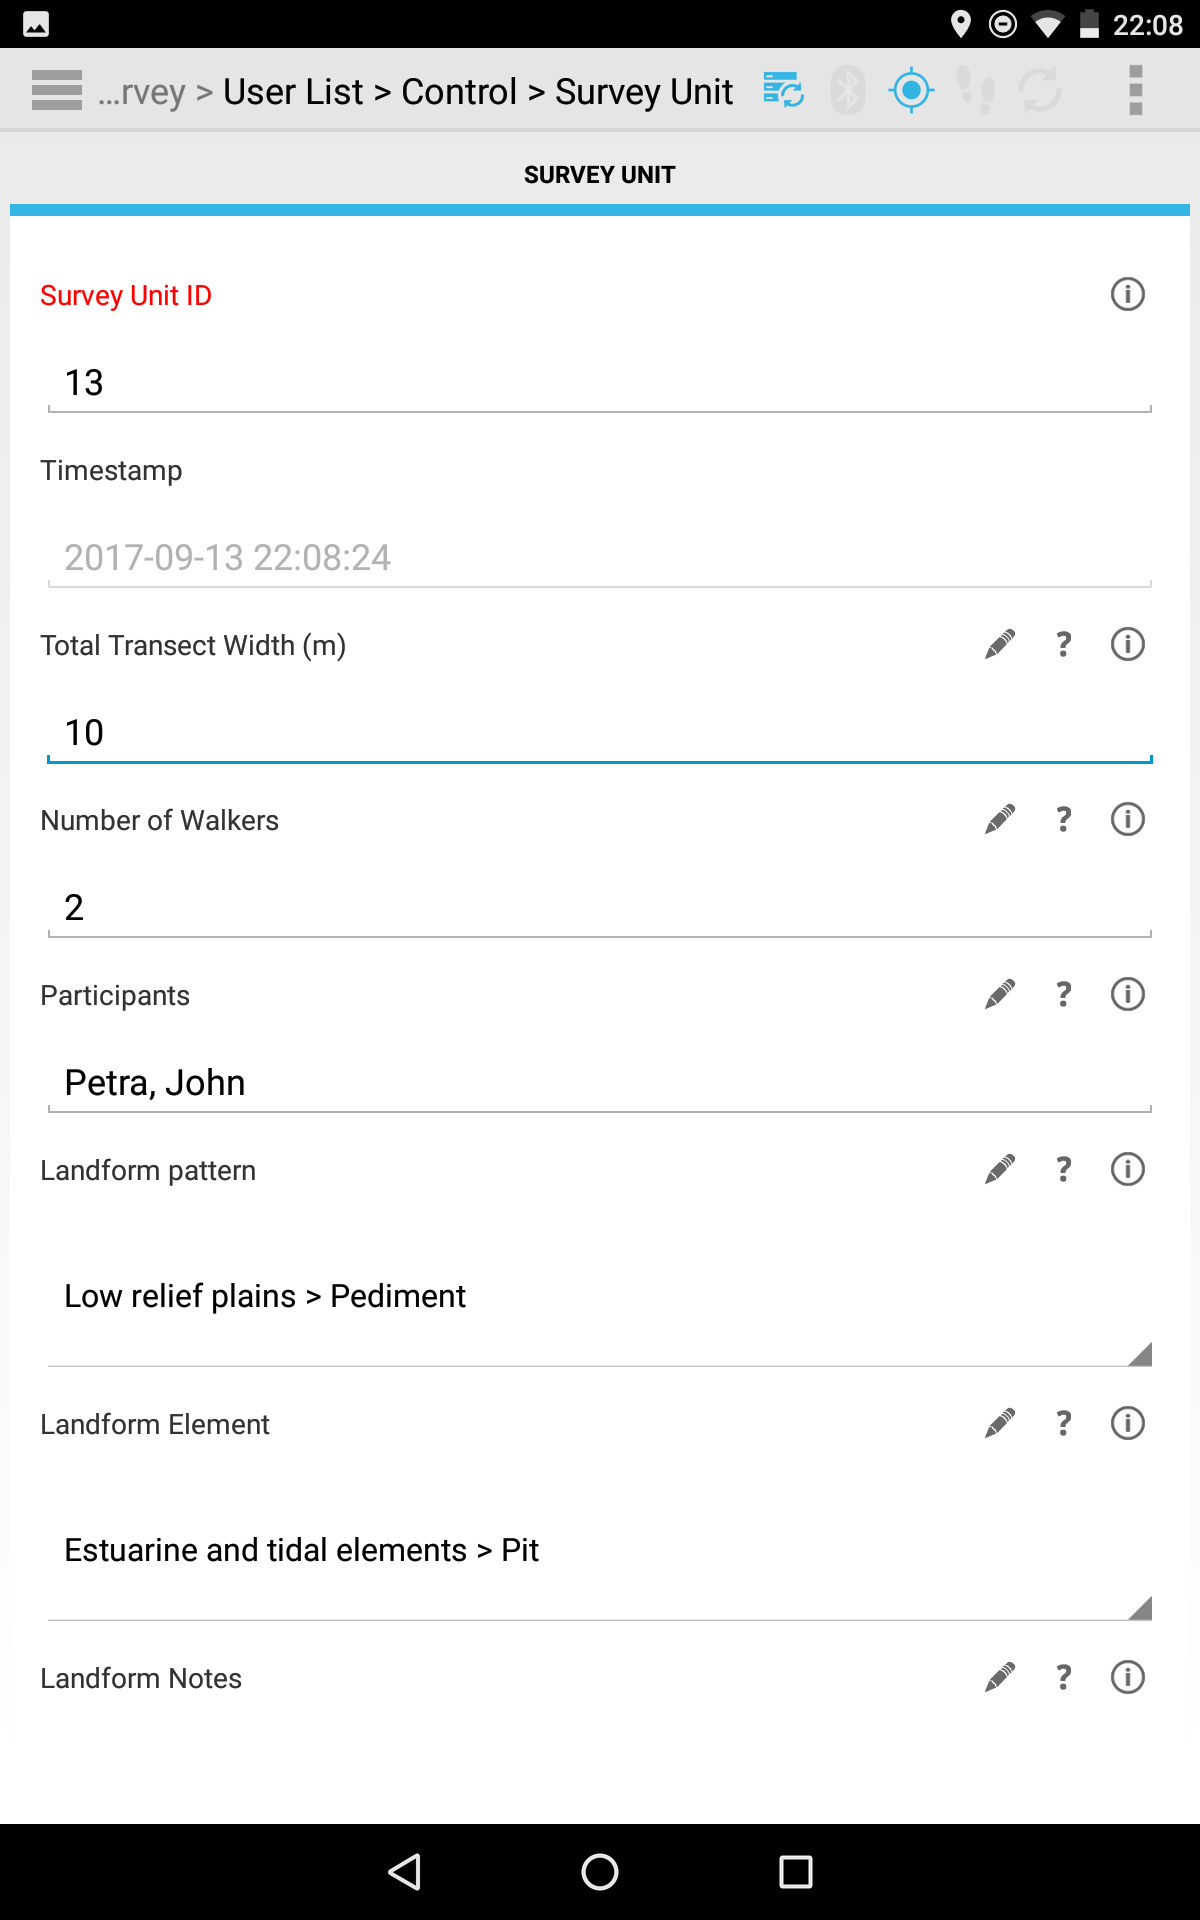 22:08
...rvey > User List > Control > Survey Unit
SURVEY UNIT
Survey Unit ID
13
Timestamp
2017-09-13 22:08:24
Total Transect Width (m)
?
10
Number of Walkers
?
2
Participants
?
Petra, John
Landform pattern
?
Low relief plains > Pediment
Landform Element
?
Estuarine and tidal elements > Pit
Landform Notes
?